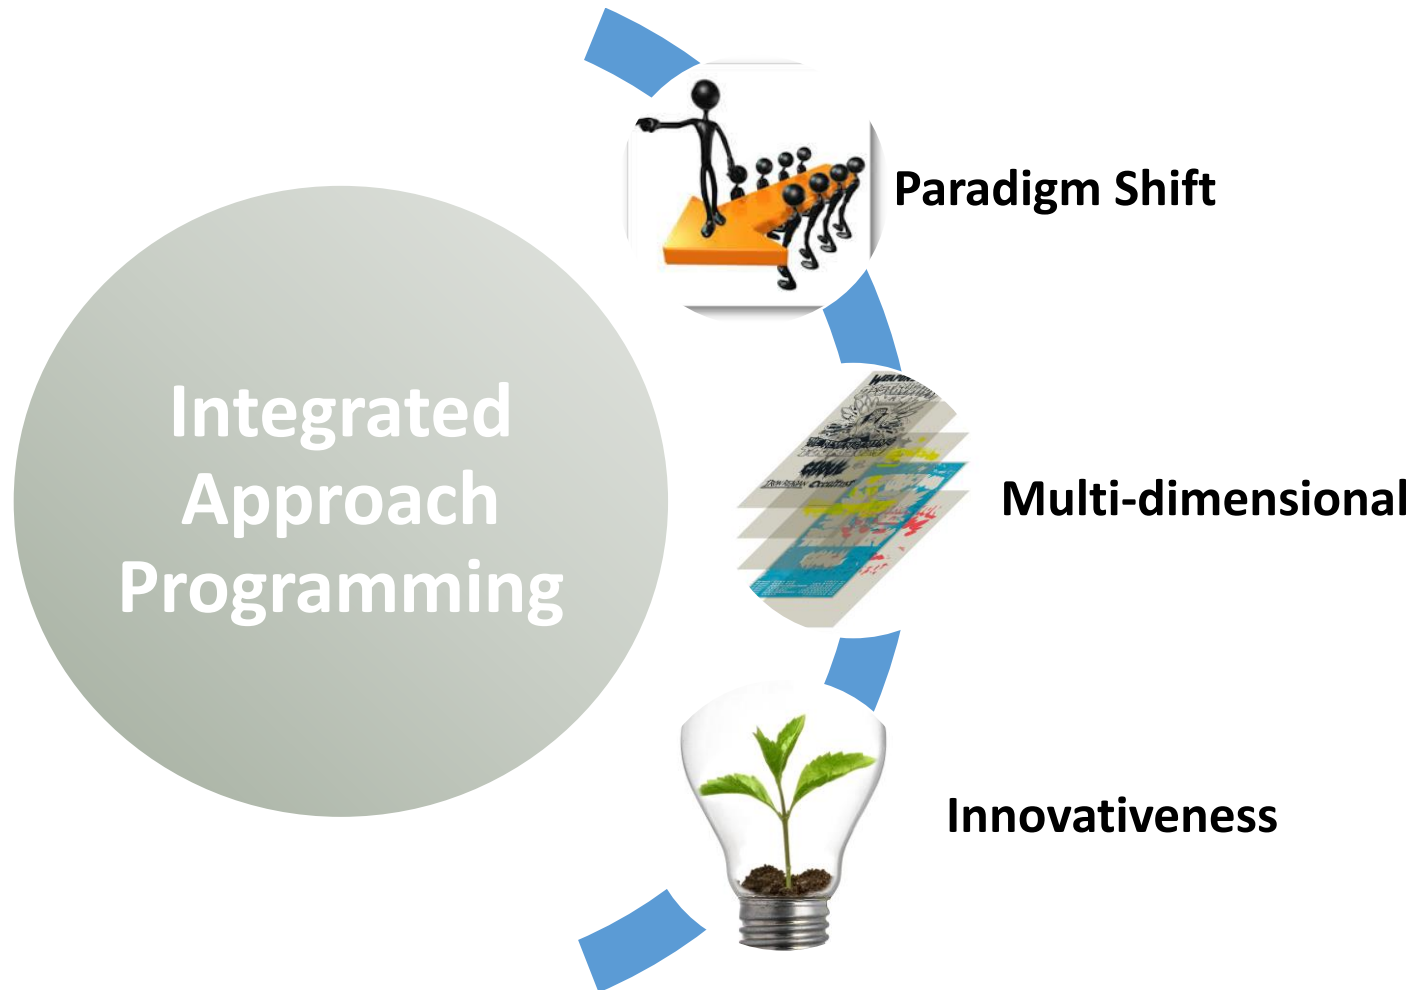 Integrated
Approach
Programming
Paradigm Shift
Multi-dimensional
Innovativeness